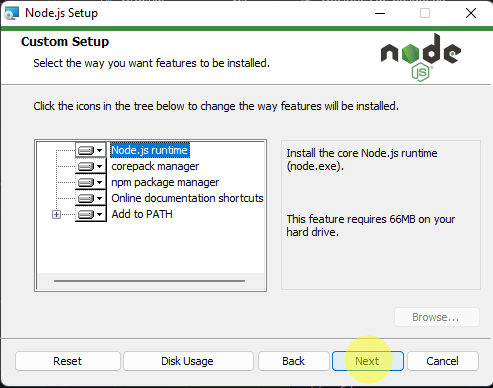 Node.js Setup
Custom Setup
Select the way you want features to be installed.
node
JS
Click the icons in the tree below to change the way features will be installed.
Node.js runtime
corepack manager
npm package manager
Online documentation shortcuts
Add to PATH
Install the core Node.js runtime
(node.exe).
This feature requires 66MB on your
hard drive.
Browse...
Reset
Disk Usage
Back
Next
Cancel